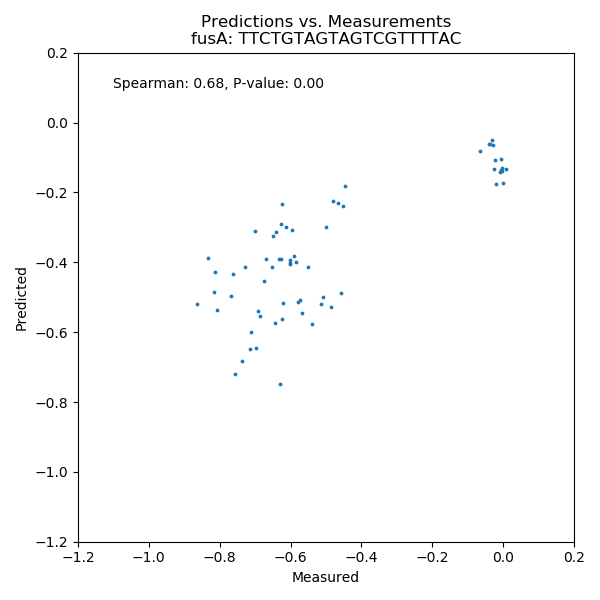 Predictions vs. Measurements
fusA: TTCTGTAGTAGTCGTTTTAC
Spearman: 0.68, P-value: 0.00
0.2
0.0
−0.2
−0.4
−0.6
−0.8
−1.0
−1.2
Predicted
−1.2 −1.0 −0.8 −0.6 −0.4 −0.2 0.0 0.2
Measured